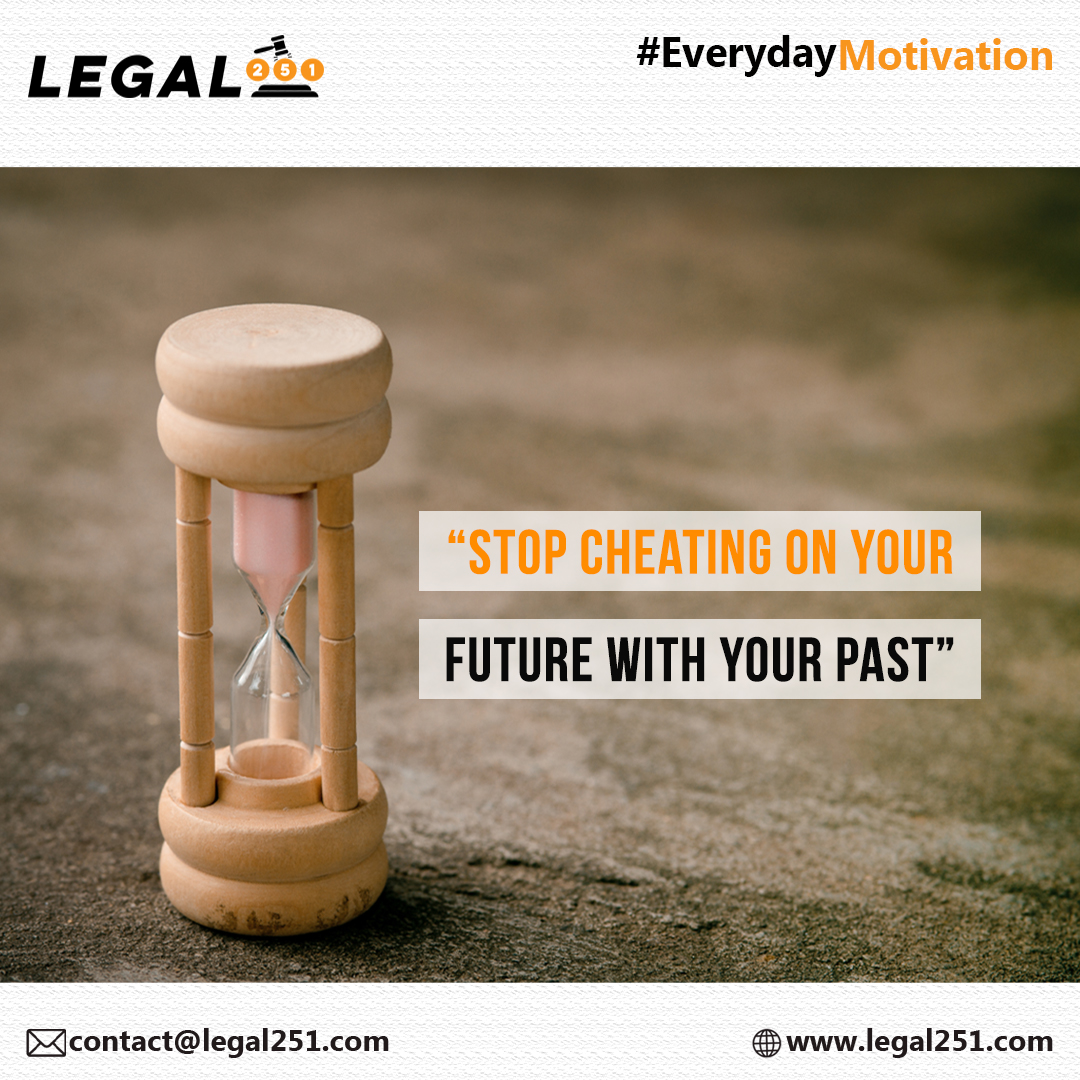 LEGAL 251
#EverydayMotivation
“STOP CHEATING ON YOUR
FUTURE WITH YOUR PAST”
contact@legal251.com
www.legal251.com